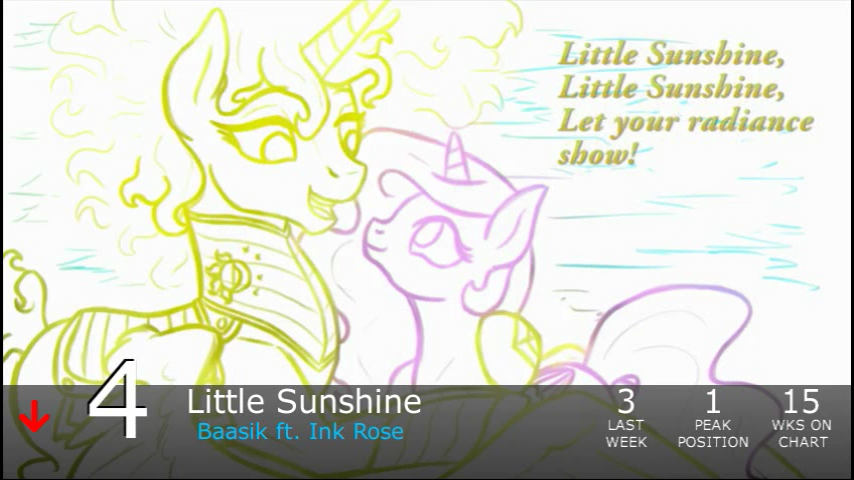 Little Sunshine,
Little Sunshine,
Let your radiance
show!
4
Little Sunshine
Baasik ft. Ink Rose
3
LAST
WEEK
1
PEAK
POSITION
15
WKS ON
CHART